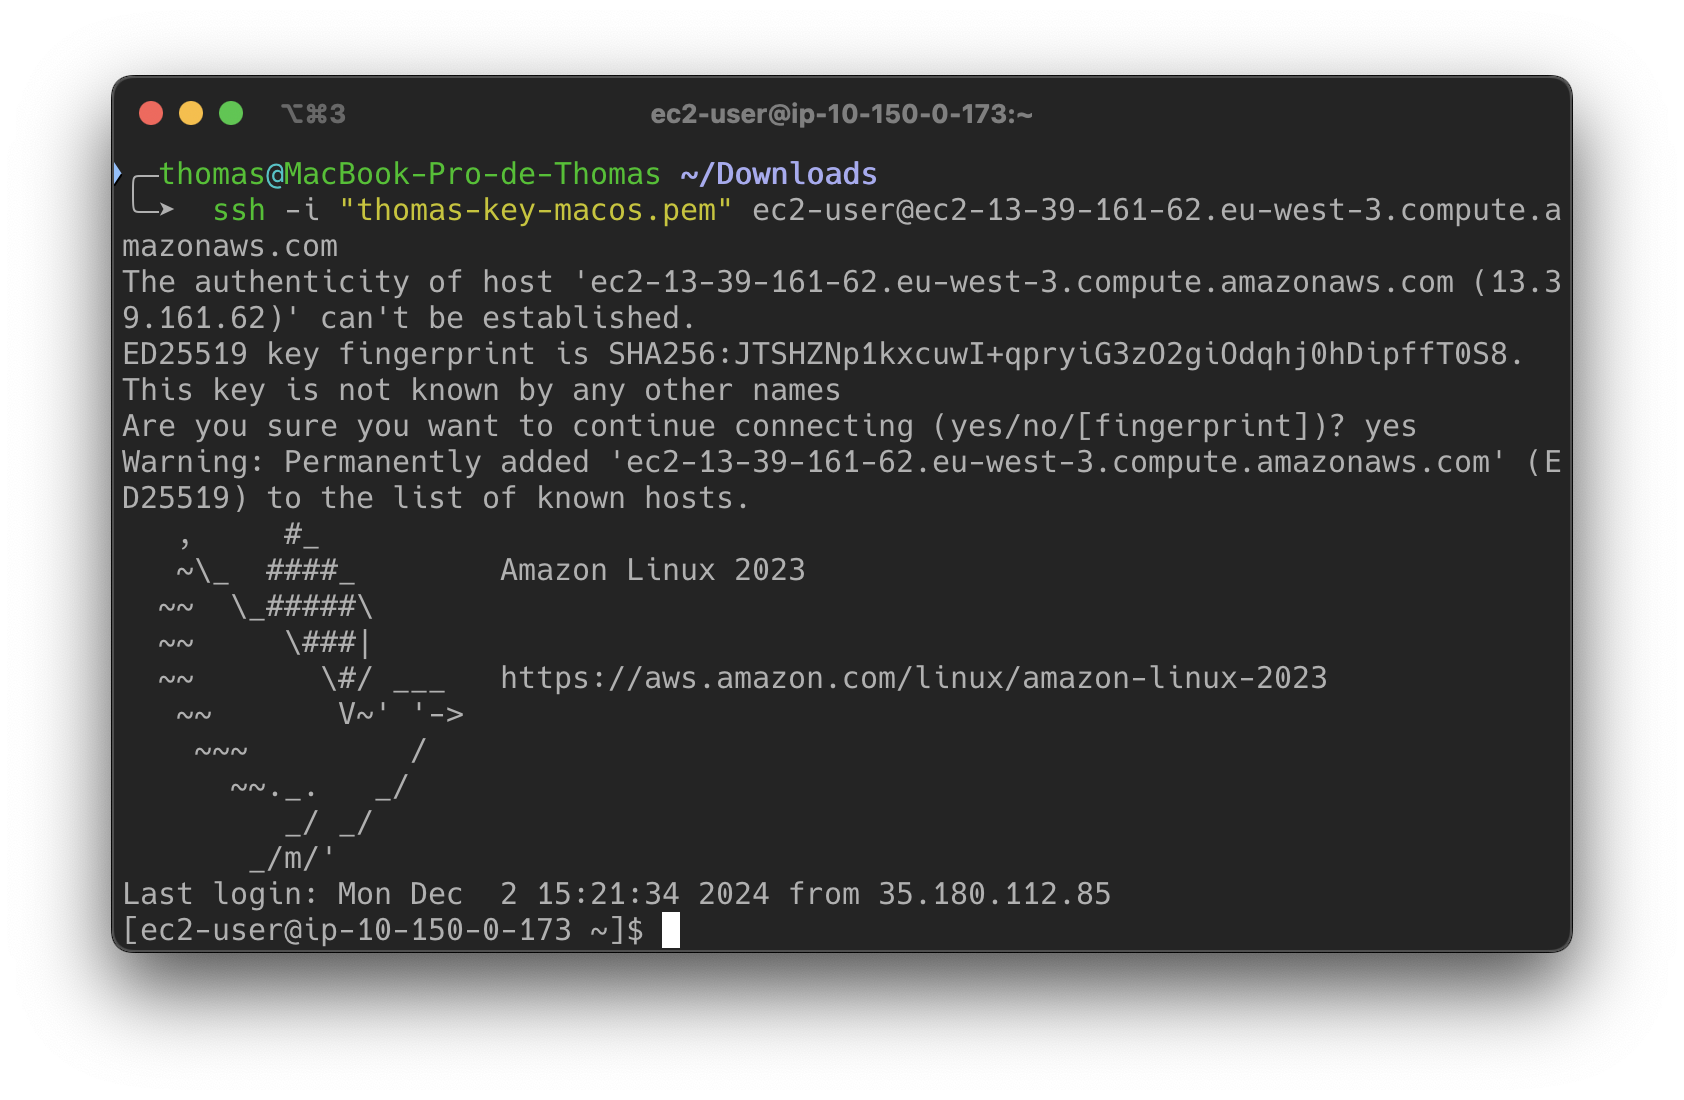 ⌥⌘3
ec2-user@ip-10-150-0-173:~
thomas@MacBook-Pro-de-Thomas ~/Downloads
ssh -i "thomas-key-macos.pem" ec2-user@ec2-13-39-161-62.eu-west-3.compute.a
mazonaws.com
The authenticity of host 'ec2-13-39-161-62.eu-west-3.compute.amazonaws.com (13.3
9.161.62)' can't be established.
ED25519 key fingerprint is SHA256:JTSHZNp1kxcuwI+qpryiG3zO2giOdqhj0hDipffT0S8.
This key is not known by any other names
Are you sure you want to continue connecting (yes/no/[fingerprint])? yes
Warning: Permanently added 'ec2-13-39-161-62.eu-west-3.compute.amazonaws.com' (E
D25519) to the list of known hosts.
   ,     #_
   ~\_  ####_        Amazon Linux 2023
  ~~  \_#####\
  ~~     \###|
  ~~       \#/ ___   https://aws.amazon.com/linux/amazon-linux-2023
   ~~       V~' '->
    ~~~         /
      ~~._.   _/
         _/ _/
       _/m/'
Last login: Mon Dec  2 15:21:34 2024 from 35.180.112.85
[ec2-user@ip-10-150-0-173 ~]$